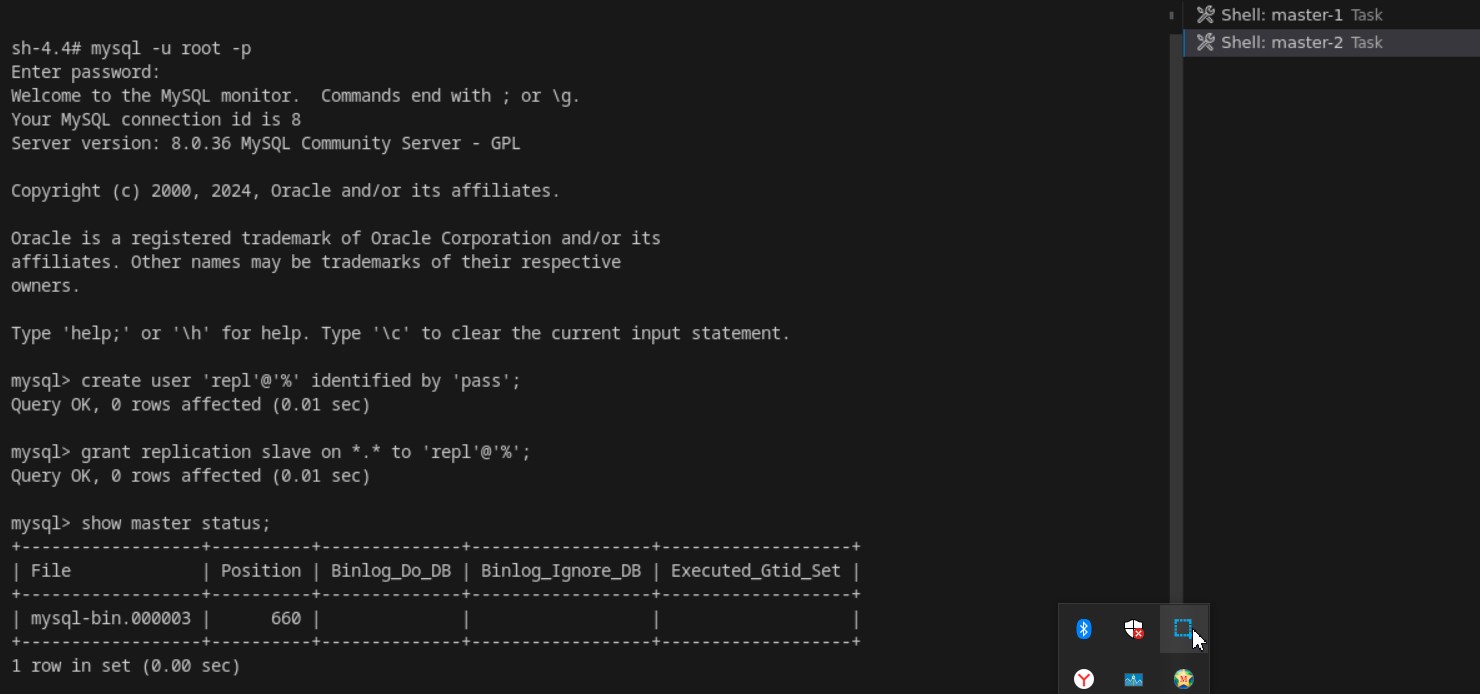 sh-4.4# mysql -u root -p
Enter password:
Welcome to the MySQL monitor.  Commands end with ; or \g.
Your MySQL connection id is 8
Server version: 8.0.36 MySQL Community Server - GPL
Copyright (c) 2000, 2024, Oracle and/or its affiliates.
Oracle is a registered trademark of Oracle Corporation and/or its
affiliates. Other names may be trademarks of their respective
owners.
Type 'help;' or '\h' for help. Type '\c' to clear the current input statement.
mysql> create user 'repl'@'%' identified by 'pass';
Query OK, 0 rows affected (0.01 sec)
mysql> grant replication slave on *.* to 'repl'@'%';
Query OK, 0 rows affected (0.01 sec)
mysql> show master status;
+------------------+----------+--------------+------------------+-------------------+
| File             | Position | Binlog_Do_DB | Binlog_Ignore_DB | Executed_Gtid_Set |
+------------------+----------+--------------+------------------+-------------------+
| mysql-bin.000003 |      660 |              |                  |                   |
+------------------+----------+--------------+------------------+-------------------+
1 row in set (0.00 sec)
Shell: master-1 Task
Shell: master-2 Task